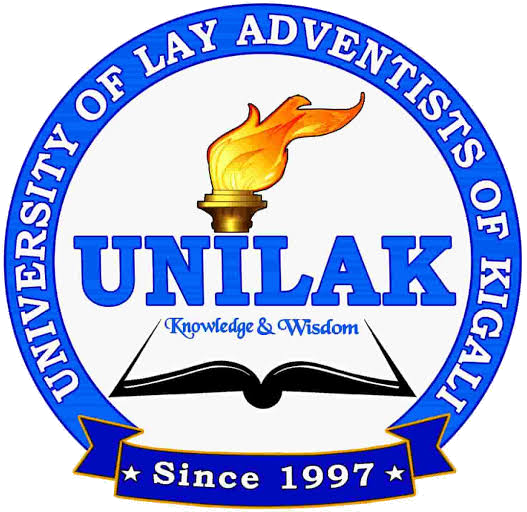 UNIVERSITY OF LAY ADVENTISTS OF KIGALI
UNILAK
Knowledge & Wisdom
Since 1997